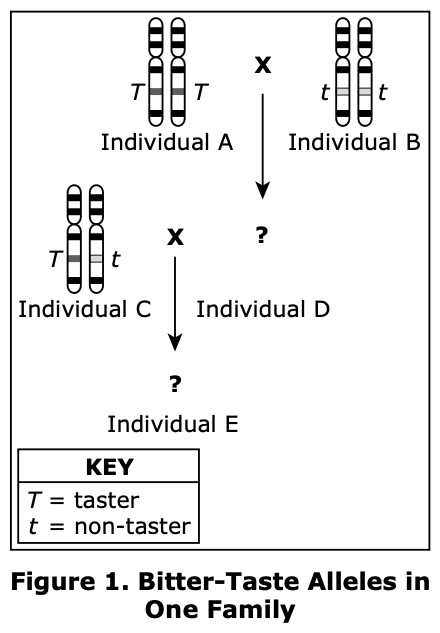 T T
X
t t
Individual A
Individual B
T t
X
?
Individual C
Individual D
?
Individual E
KEY
T = taster
t = non-taster
Figure 1. Bitter-Taste Alleles in
One Family